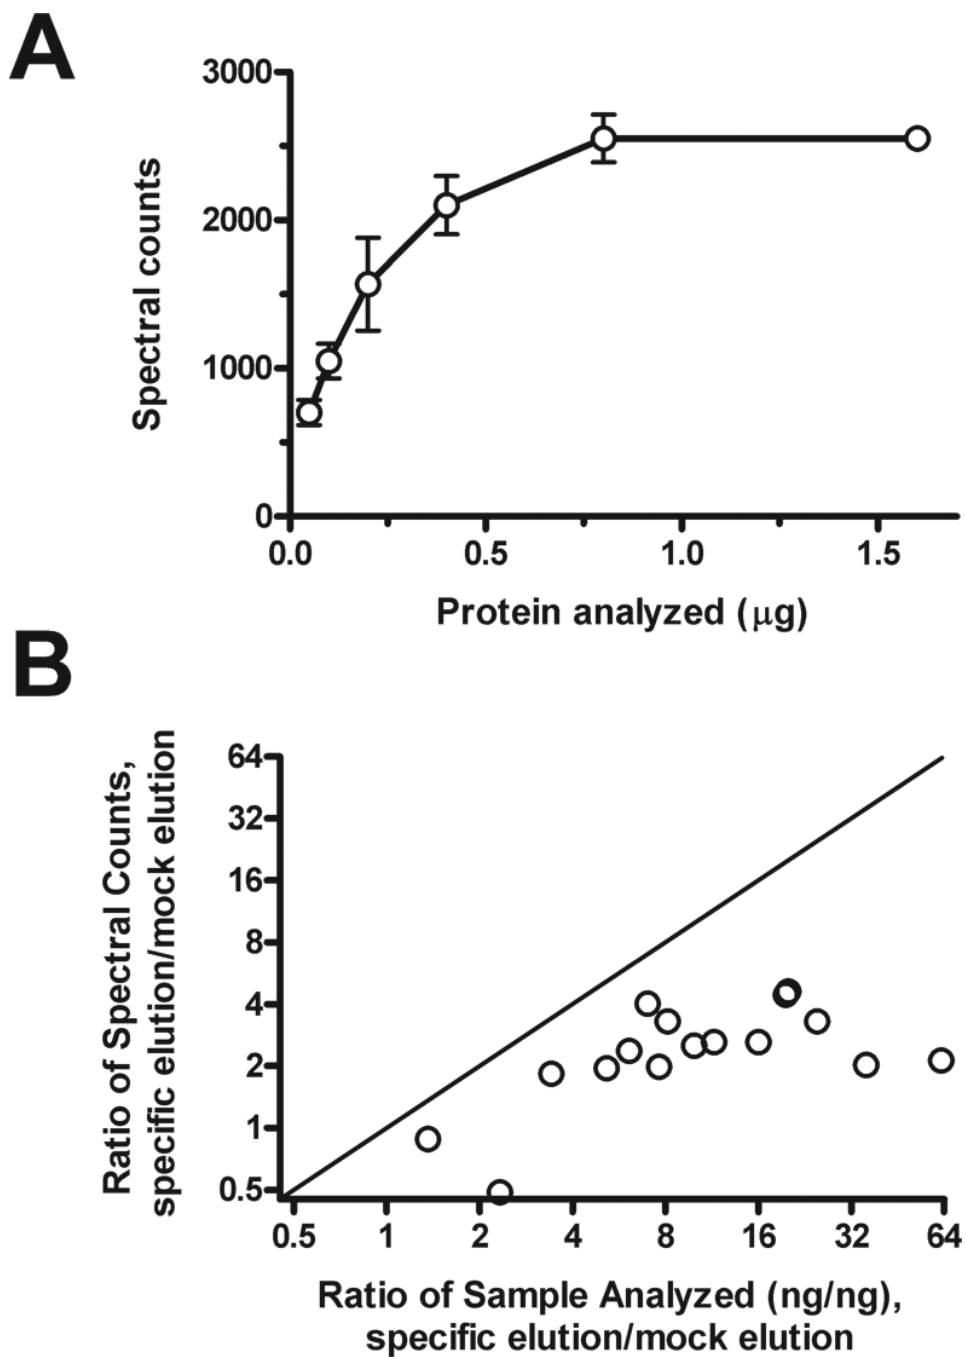 A
3000
2000
1000
0
Spectral counts
0.0 0.5 1.0 1.5
Protein analyzed (μg)
B
64
32
16
8
4
2
1
0.5
Ratio of Spectral Counts,
specific elution/mock elution
0.5 1 2 4 8 16 32 64
Ratio of Sample Analyzed (ng/ng),
specific elution/mock elution